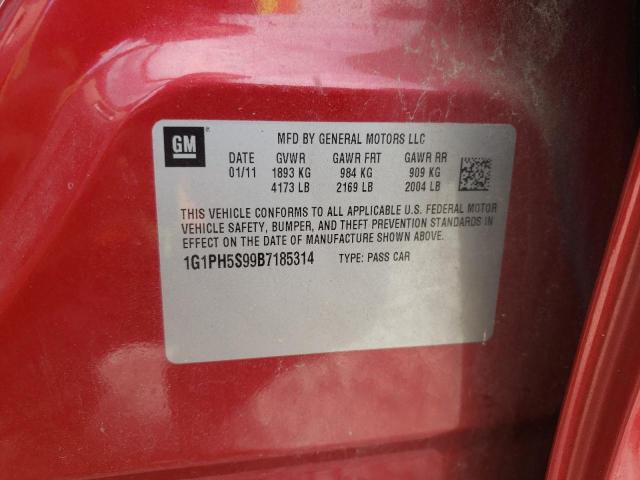 GM
MFD BY GENERAL MOTORS LLC
DATE GVWR GAWR FRT GAWR RR
01/11 1893 KG 984 KG 909 KG
4173 LB 2169 LB 2004 LB
THIS VEHICLE CONFORMS TO ALL APPLICABLE U.S. FEDERAL MOTOR
VEHICLE SAFETY, BUMPER, AND THEFT PREVENTION STANDARDS IN
EFFECT ON THE DATE OF MANUFACTURE SHOWN ABOVE.
1G1PH5S99B7185314 TYPE: PASS CAR